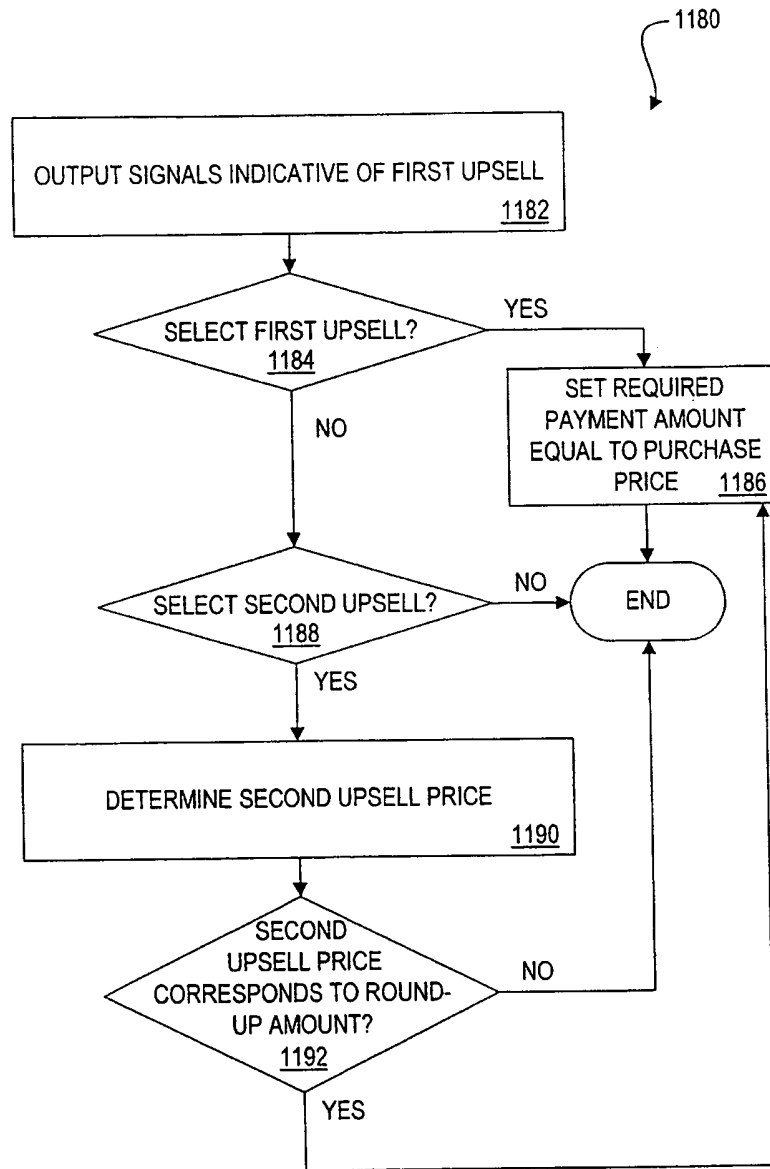 1180
OUTPUT SIGNALS INDICATIVE OF FIRST UPSELL
1182
SELECT FIRST UPSELL?
1184
YES
NO
SET REQUIRED
PAYMENT AMOUNT
EQUAL TO PURCHASE
PRICE 1186
SELECT SECOND UPSELL?
1188
NO
END
YES
DETERMINE SECOND UPSELL PRICE
1190
SECOND
UPSELL PRICE
CORRESPONDS TO ROUND-
UP AMOUNT?
1192
NO
YES